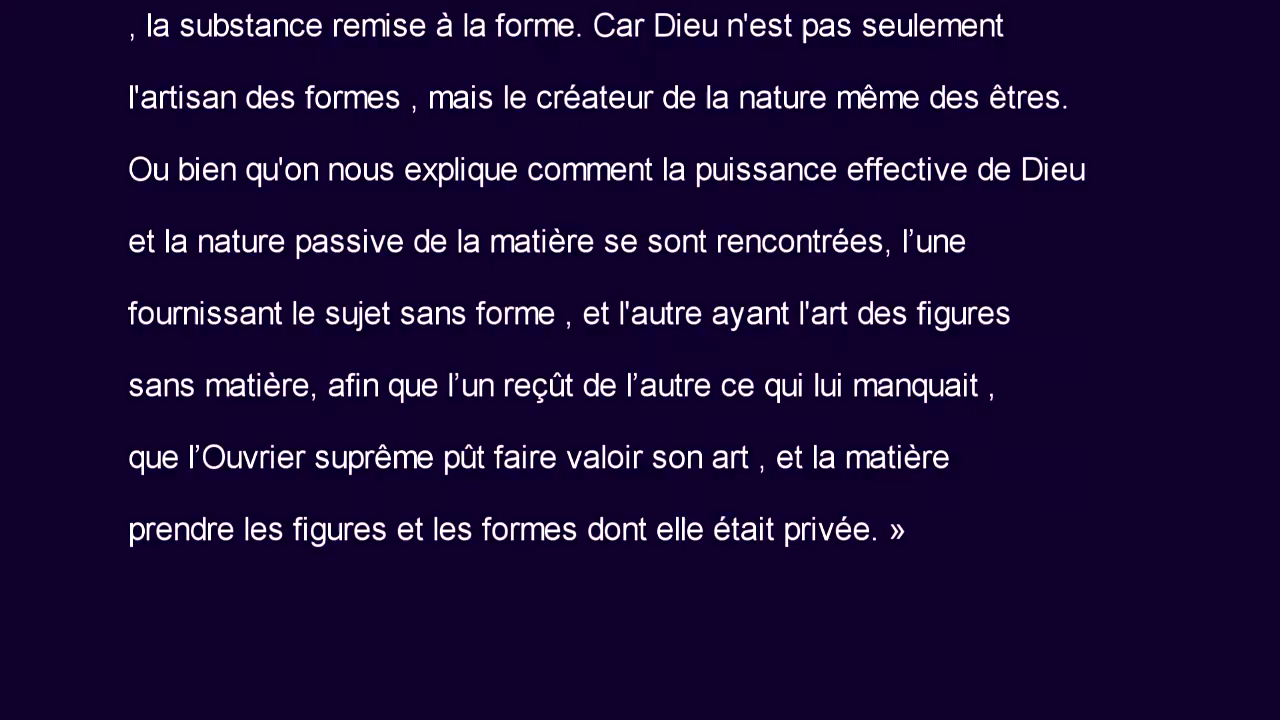 , la substance remise à la forme. Car Dieu n'est pas seulement
l'artisan des formes , mais le créateur de la nature même des êtres.
Ou bien qu'on nous explique comment la puissance effective de Dieu
et la nature passive de la matière se sont rencontrées, l’une
fournissant le sujet sans forme , et l'autre ayant l'art des figures
sans matière, afin que l’un reçût de l’autre ce qui lui manquait ,
que l’Ouvrier suprême pût faire valoir son art , et la matière
prendre les figures et les formes dont elle était privée. »